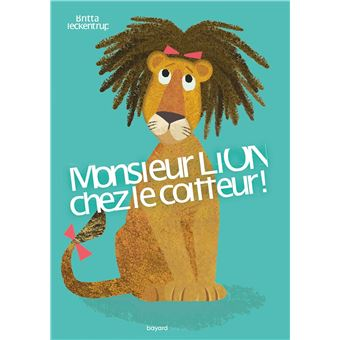 Britta
Teckentrup
Monsieur LION
chez le coiffeur !
bayard